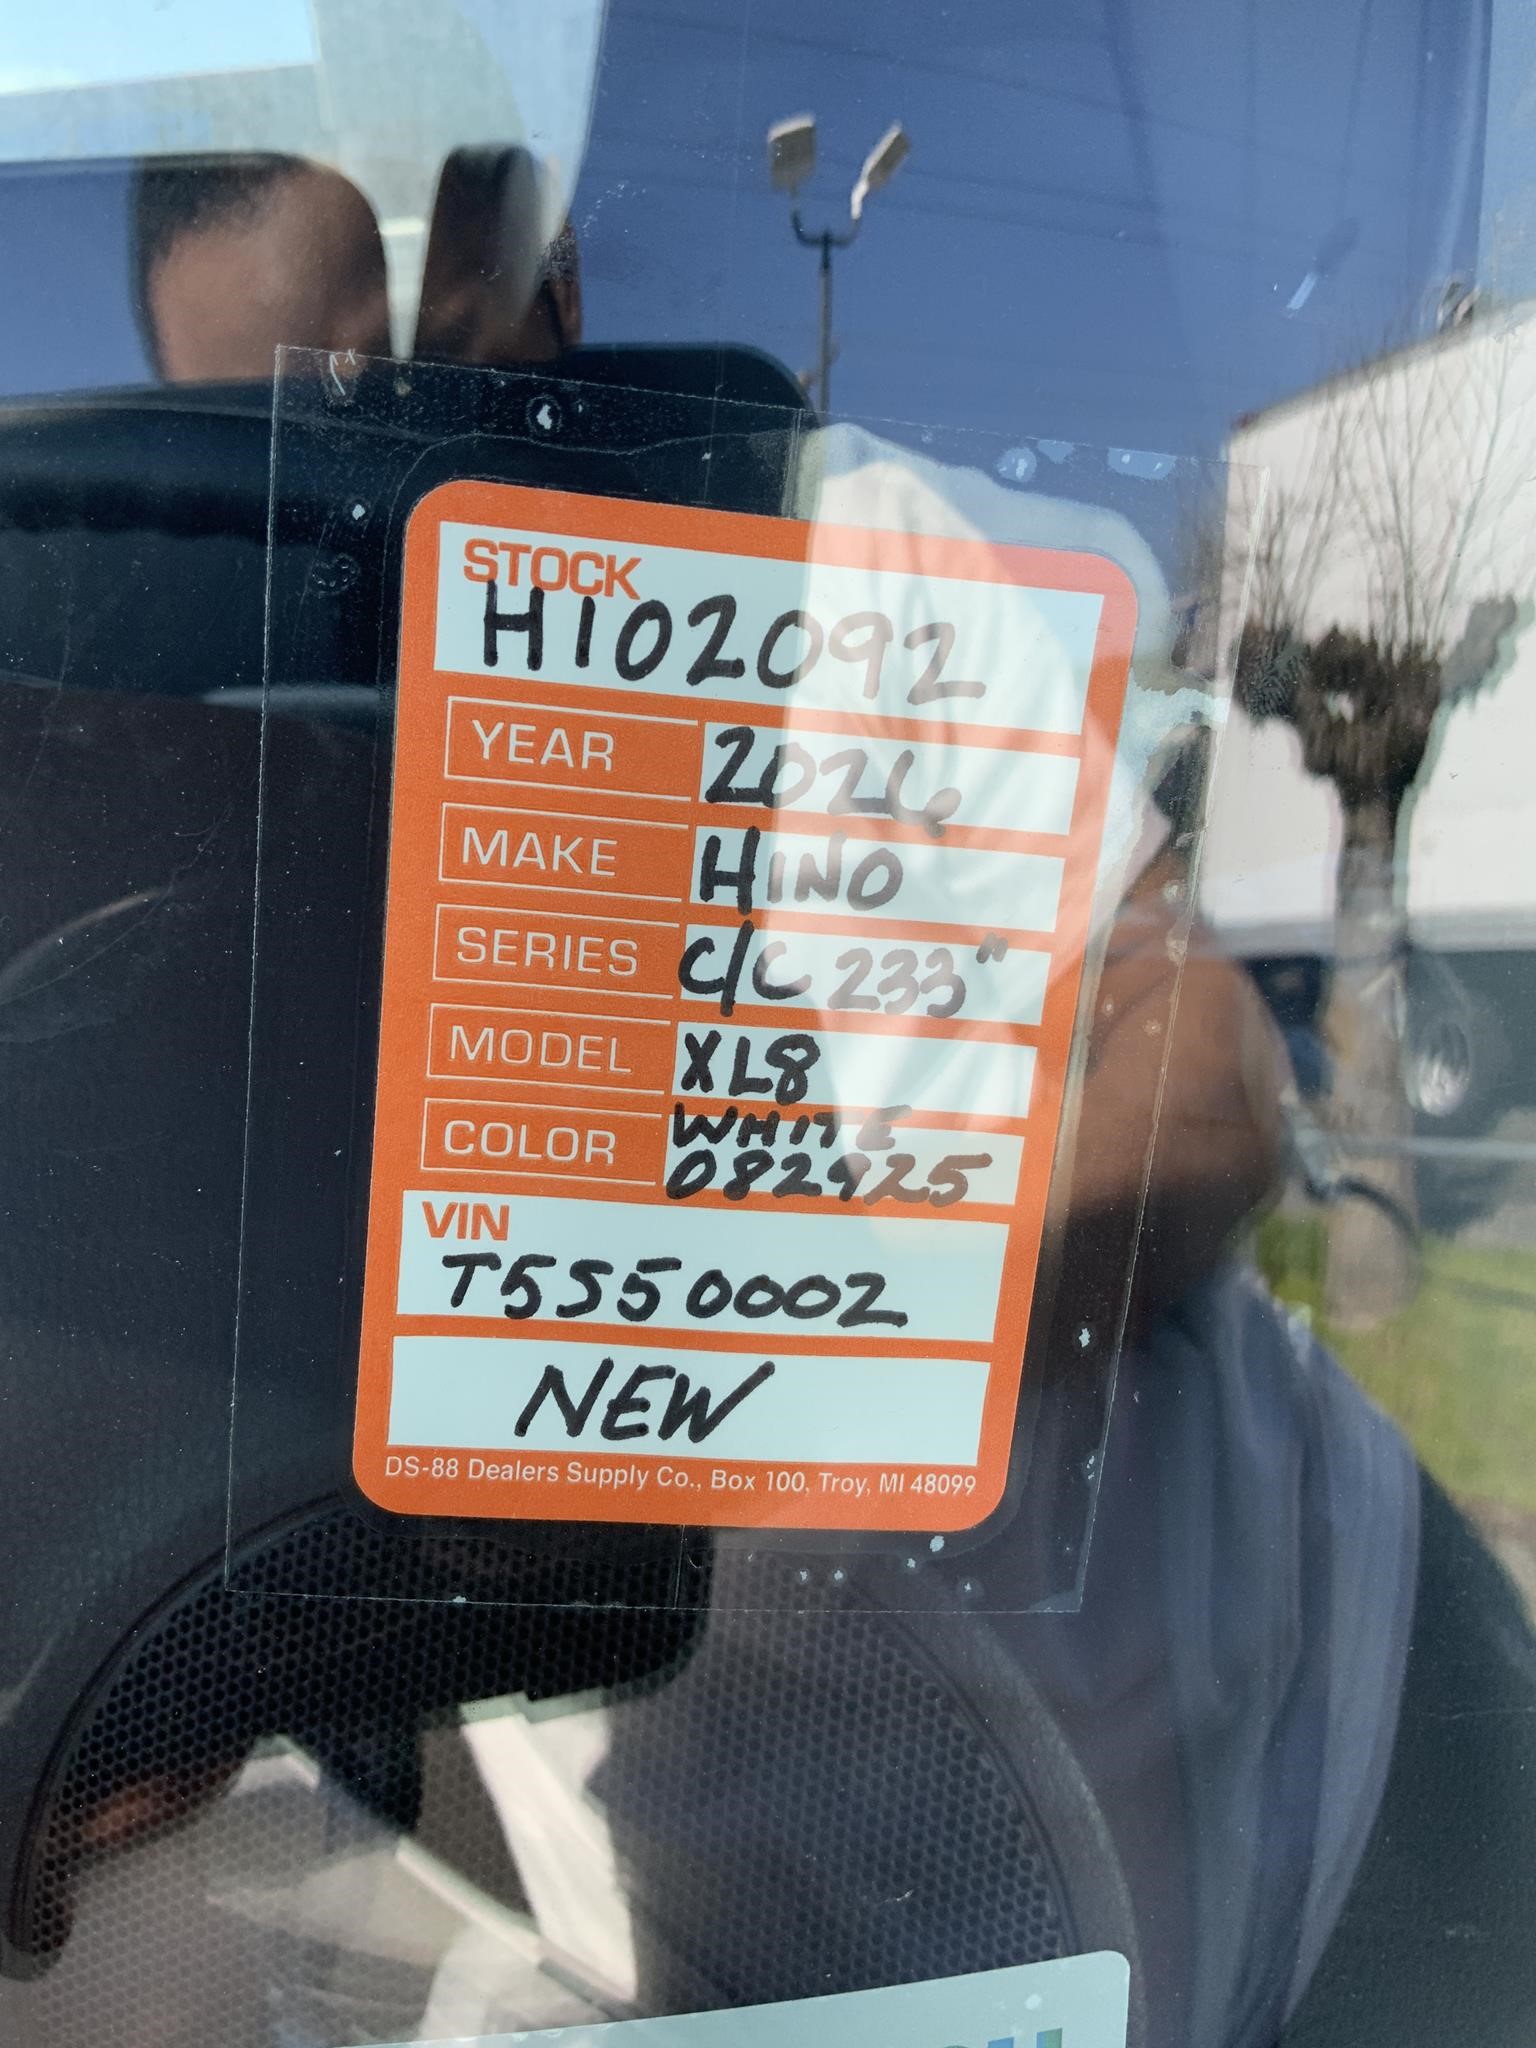 STOCK
H102092
YEAR 2026
MAKE HINO
SERIES C/C 233"
MODEL XL8
COLOR WHITE
082925
VIN
T5S50002
NEW
DS-88 Dealers Supply Co., Box 100, Troy, MI 48099